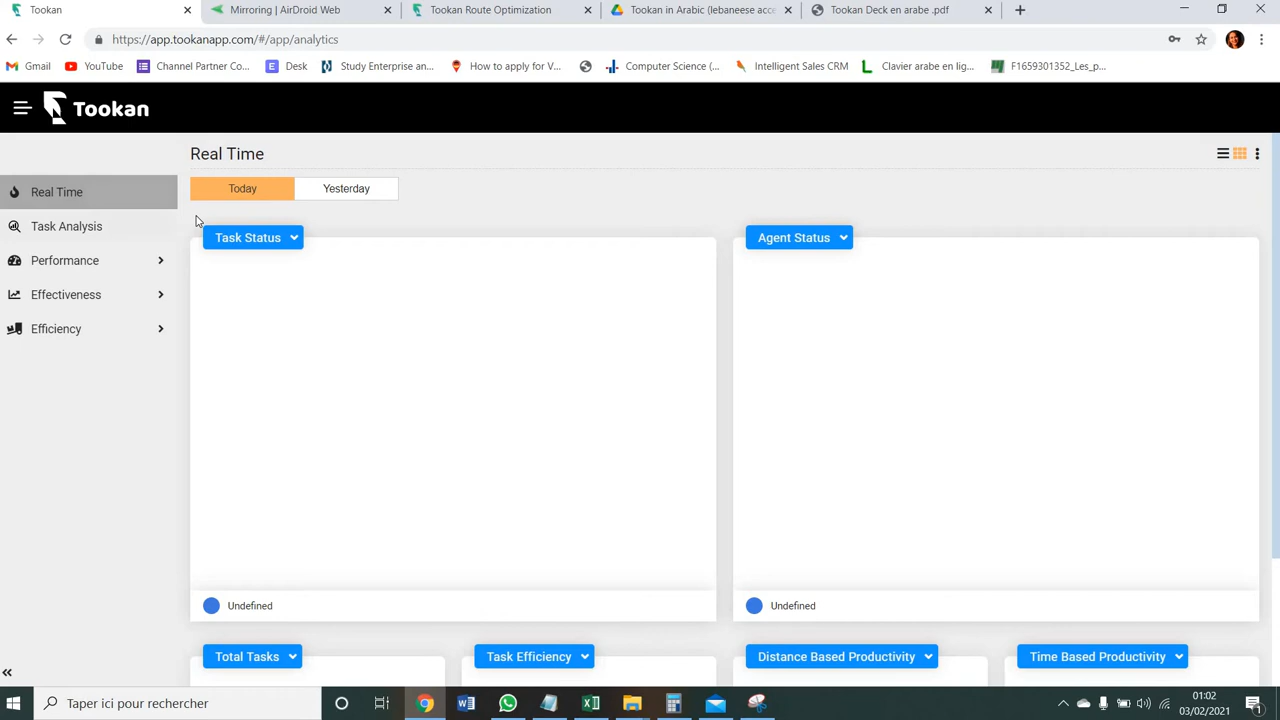 Tookan
Mirroring | AirDroid Web
Tookan Route Optimization
Tookan in Arabic (lebaneese acce
Tookan Deck en arabe .pdf
https://app.tookanapp.com/#/app/analytics
Gmail
YouTube
Channel Partner Co...
Desk
Study Enterprise an...
How to apply for V...
Computer Science (...
Intelligent Sales CRM
Clavier arabe en lig...
F1659301352_Les_p...
Tookan
Real Time
Today
Yesterday
Real Time
Task Analysis
Performance
Effectiveness
Efficiency
Task Status
Agent Status
Undefined
Undefined
Total Tasks
Task Efficiency
Distance Based Productivity
Time Based Productivity
Taper ici pour rechercher
01:02
03/02/2021
1